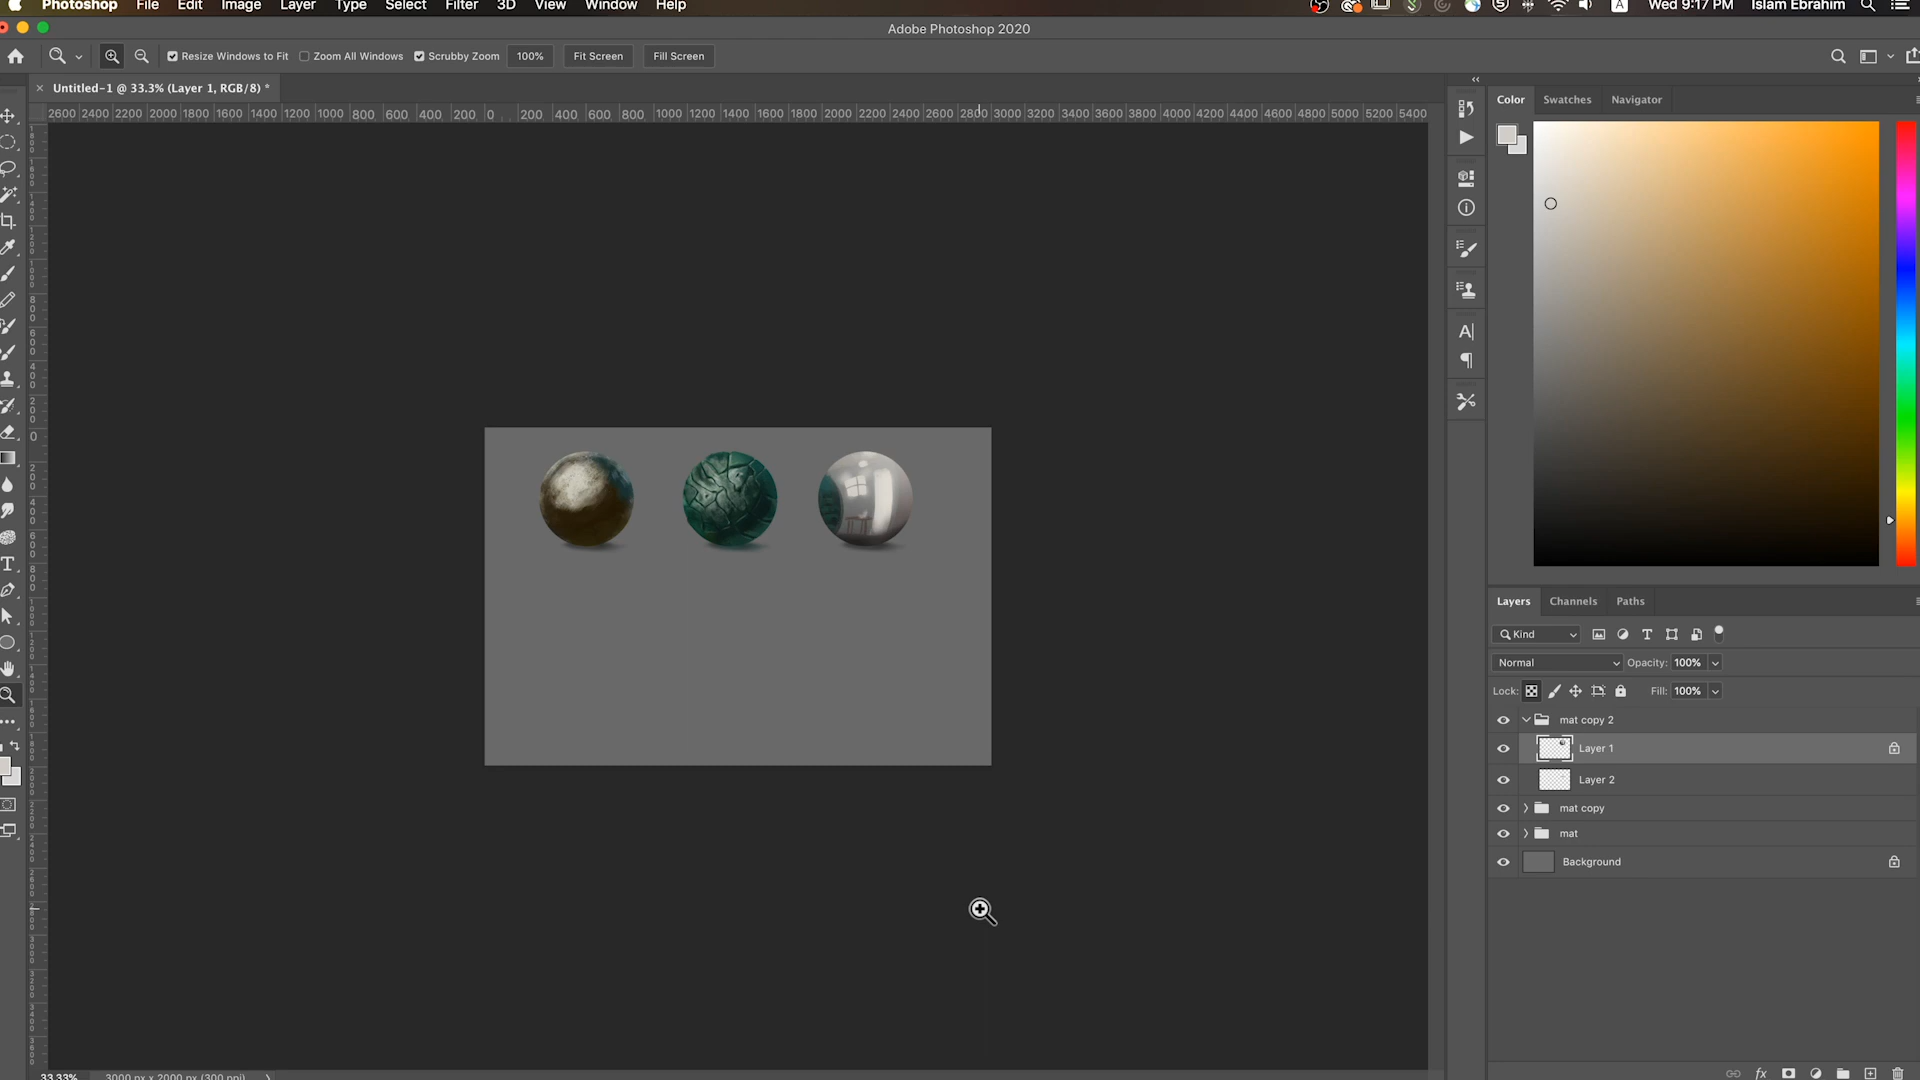 Photoshop File Edit Image Layer Type Select Filter 3D View Window Help A Wed 9:17 PM Islam Ebrahim
Adobe Photoshop 2020
Resize Windows to Fit Zoom All Windows Scrubby Zoom 100% Fit Screen Fill Screen
Untitled-1 @ 33.3% (Layer 1, RGB/8) *
2600 2400 2200 2000 1800 1600 1400 1200 1000 800 600 400 200 0 200 400 600 800 1000 1200 1400 1600 1800 2000 2200 2400 2600 2800 3000 3200 3400 3600 3800 4000 4200 4400 4600 4800 5000 5200 5400
Color Swatches Navigator
Layers Channels Paths
Kind
Normal Opacity: 100%
Lock: Fill: 100%
mat copy 2
Layer 1
Layer 2
mat copy
mat
Background
fx
33.33% 3000 px x 2000 px (300 ppi)